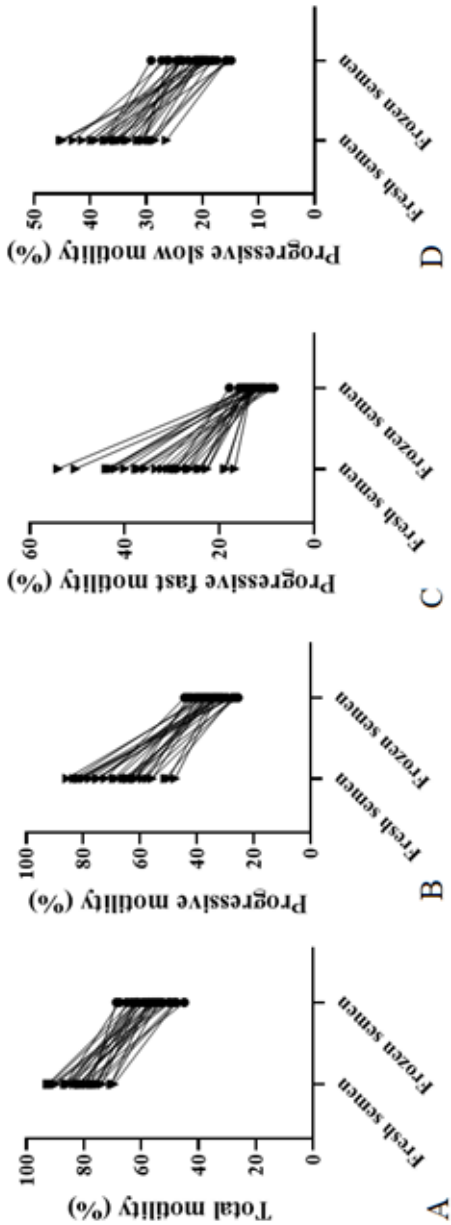 Total motility (%)
100
80
60
40
20
0
Fresh semen
Frozen semen
A
Progressive motility (%)
100
80
60
40
20
0
Fresh semen
Frozen semen
B
Progressive fast motility (%)
60
40
20
0
Fresh semen
Frozen semen
C
Progressive slow motility (%)
50
40
30
20
10
0
Fresh semen
Frozen semen
D